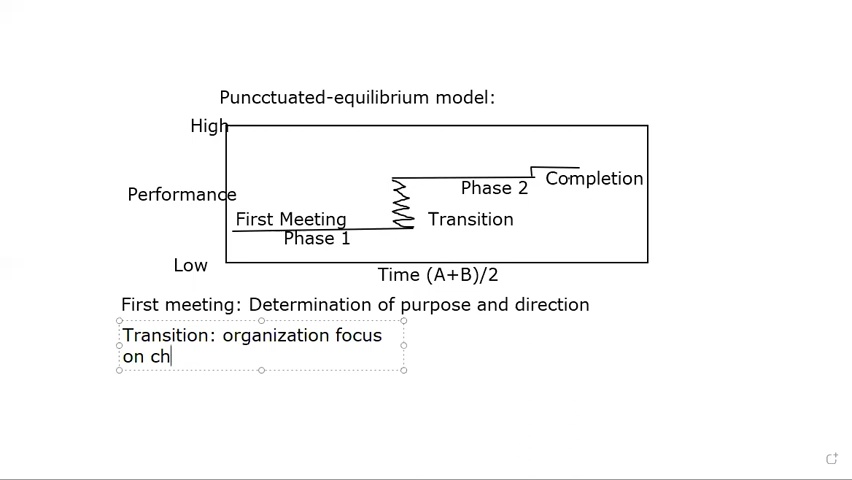 Puncctuated-equilibrium model:
High
Performance
First Meeting
Phase 1
Transition
Phase 2
Completion
Low
Time (A+B)/2
First meeting: Determination of purpose and direction
Transition: organization focus
on ch